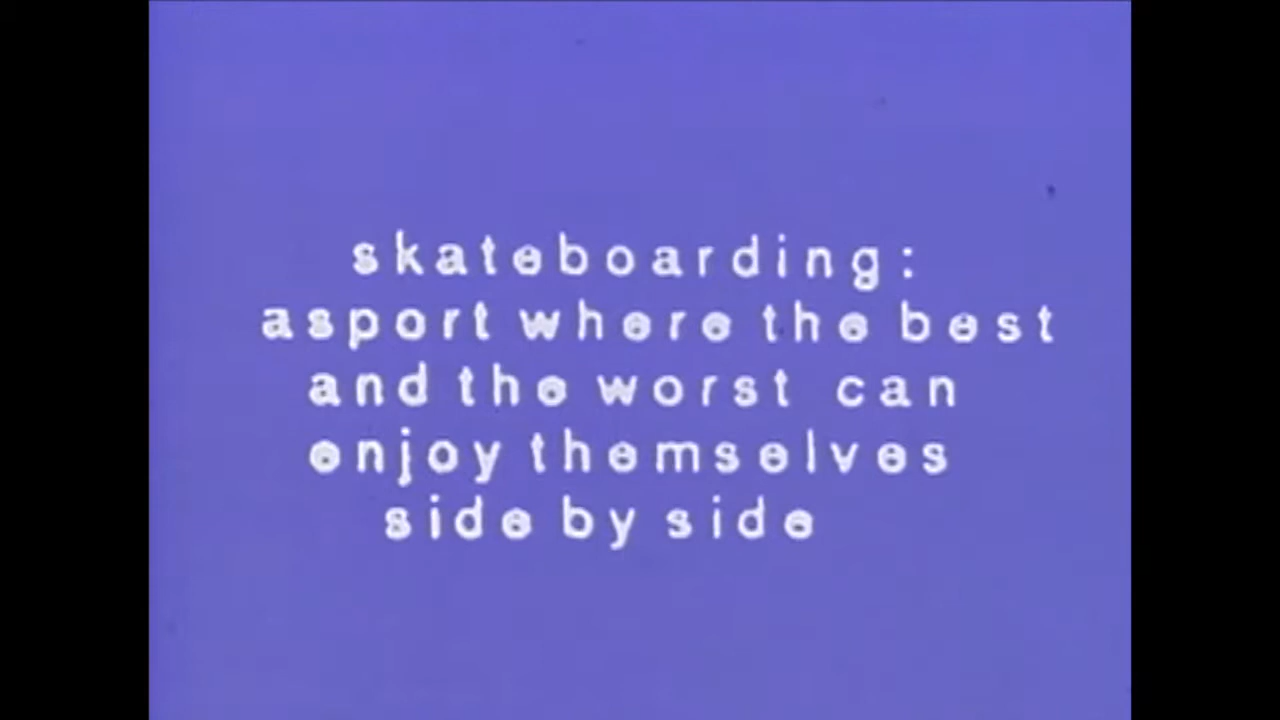 skateboarding:
asport where the best
and the worst can
enjoy themselves
side by side